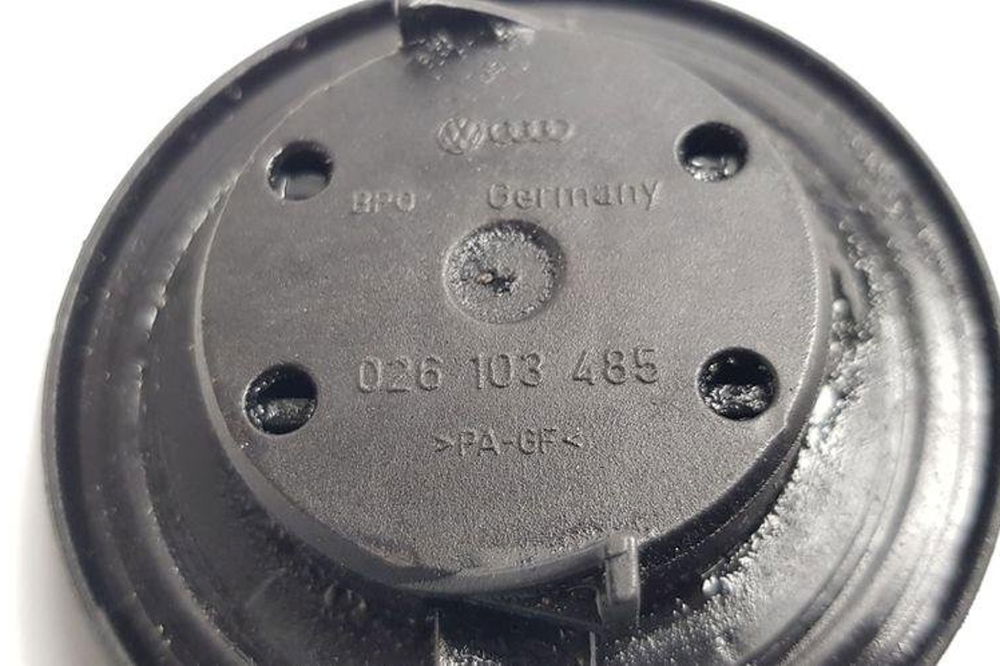 BPO Germany
026 103 485
>PA-GF<